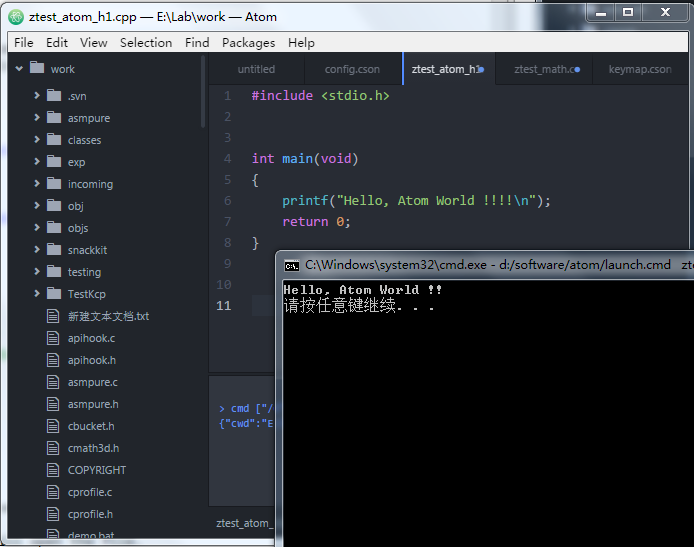 ztest_atom_h1.cpp — E:\Lab\work — Atom
File Edit View Selection Find Packages Help
work
.svn
asmpure
classes
exp
incoming
obj
objs
snackkit
testing
TestKcp
新建文本文档.txt
apihook.c
apihook.h
asmpure.c
asmpure.h
cbucket.h
cmath3d.h
COPYRIGHT
cprofile.c
cprofile.h
demo.bat
untitled config.cson ztest_atom_h1 ztest_math.c keymap.cson
1 #include <stdio.h>
2
3
4 int main(void)
5 {
6 printf("Hello, Atom World !!!!\n");
7 return 0;
8 }
9
10
11
> cmd ["/
{"cwd":"E
ztest_atom_
C:\Windows\system32\cmd.exe - d:/software/atom/launch.cmd zte
Hello, Atom World !!
请按任意键继续. . .